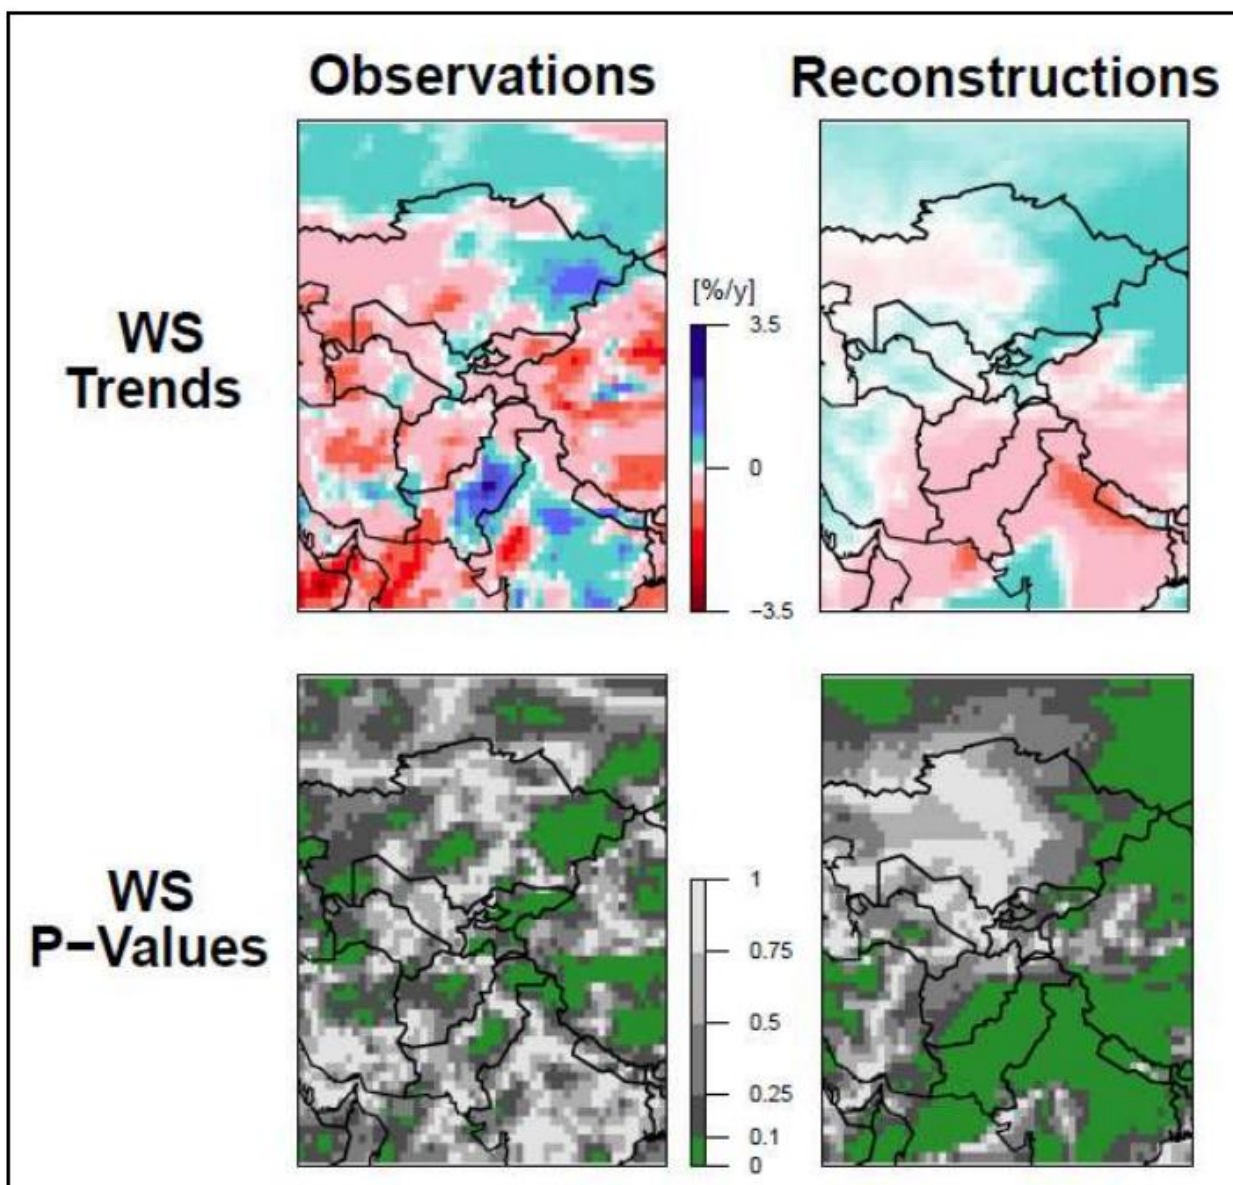 Observations
Reconstructions
WS
Trends
[%/y]
3.5
0
−3.5
WS
P−Values
1
0.75
0.5
0.25
0.1
0